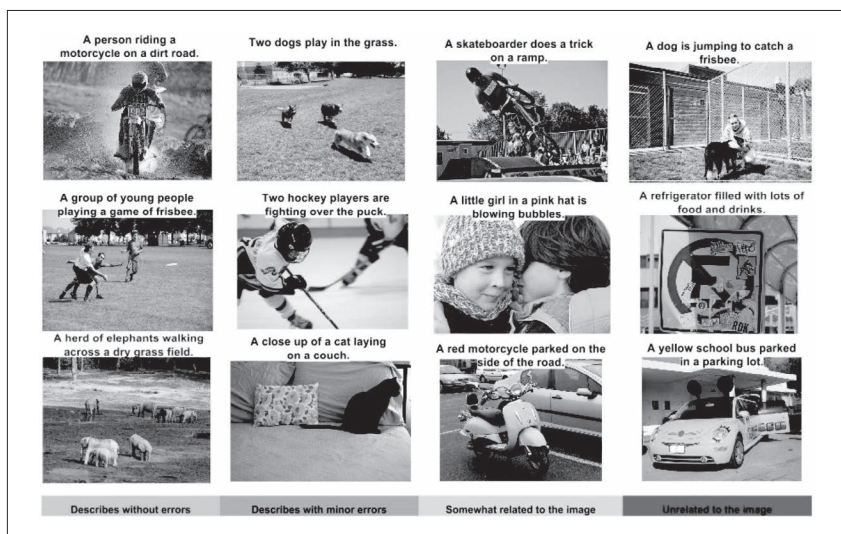 A person riding a
motorcycle on a dirt road.
Two dogs play in the grass.
A skateboarder does a trick
on a ramp.
A dog is jumping to catch a
frisbee.
A group of young people
playing a game of frisbee.
Two hockey players are
fighting over the puck.
A little girl in a pink hat is
blowing bubbles.
A refrigerator filled with lots of
food and drinks.
RDK
A herd of elephants walking
across a dry grass field.
A close up of a cat laying
on a couch.
A red motorcycle parked on the
side of the road.
A yellow school bus parked
in a parking lot.
Describes without errors
Describes with minor errors
Somewhat related to the image
Unrelated to the image